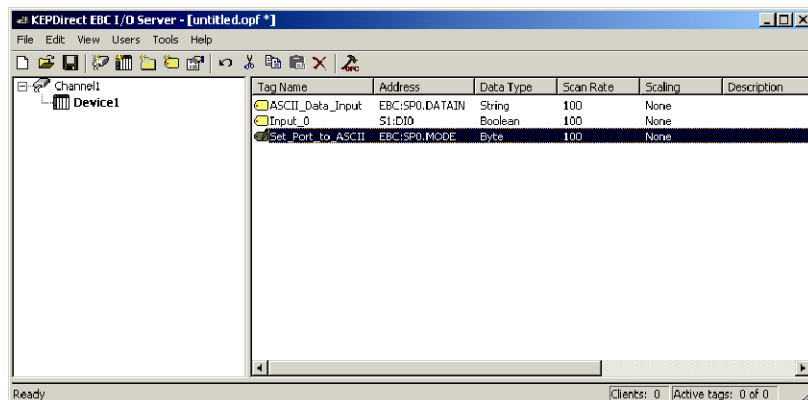 KEPDirect EBC I/O Server - [untitled.opf *]
File Edit View Users Tools Help
OPC
Channel1
Device1
Tag Name Address Data Type Scan Rate Scaling Description
ASCII_Data_Input EBC:SP0.DATAIN String 100 None
Input_0 S1:DI0 Boolean 100 None
Set_Port_to_ASCII EBC:SP0.MODE Byte 100 None
Ready Clients: 0 Active tags: 0 of 0